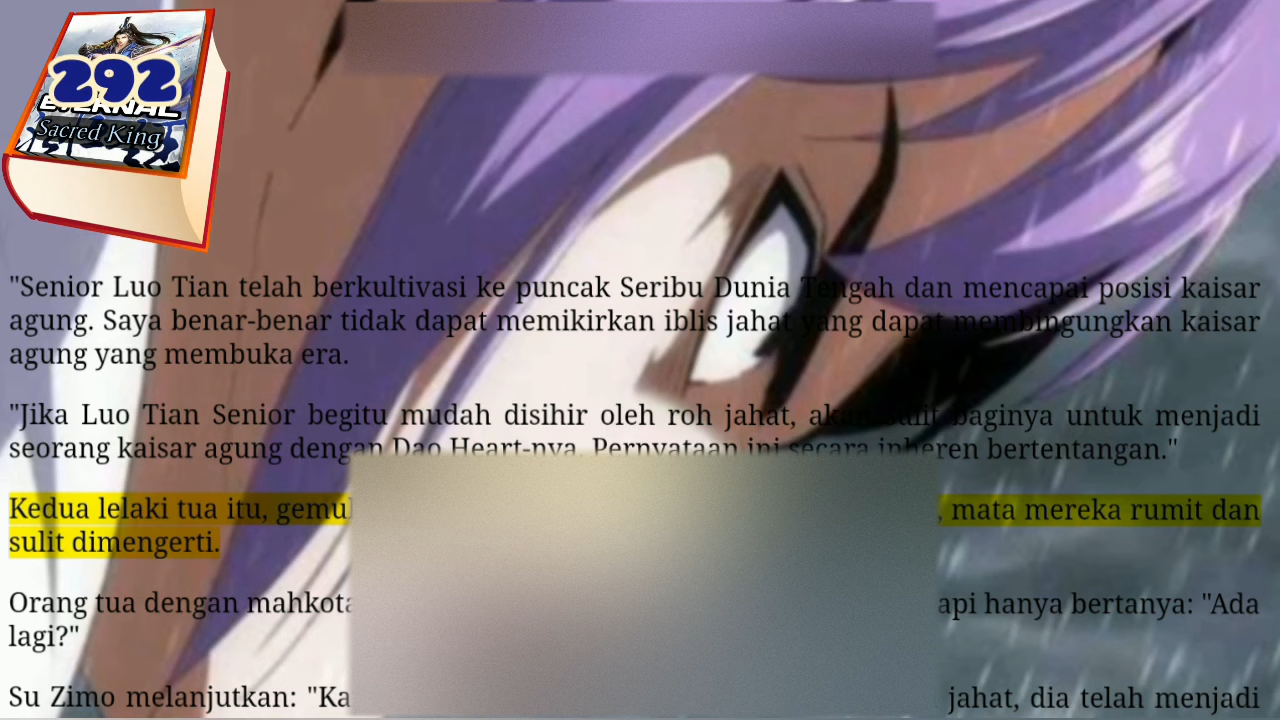 292
ETERNAL
Sacred King
"Senior Luo Tian telah berkultivasi ke puncak Seribu Dunia Tengah dan mencapai posisi kaisar
agung. Saya benar-benar tidak dapat memikirkan iblis jahat yang dapat membingungkan kaisar
agung yang membuka era.
"Jika Luo Tian Senior begitu mudah disihir oleh roh jahat, akan sulit baginya untuk menjadi
seorang kaisar agung dengan Dao Heart-nya. Pernyataan ini secara inheren bertentangan."
Kedua lelaki tua itu, , mata mereka rumit dan
sulit dimengerti.
Orang tua dengan hanya bertanya: "Ada
lagi?"
Su Zimo melanjutkan: jahat, dia telah menjadi